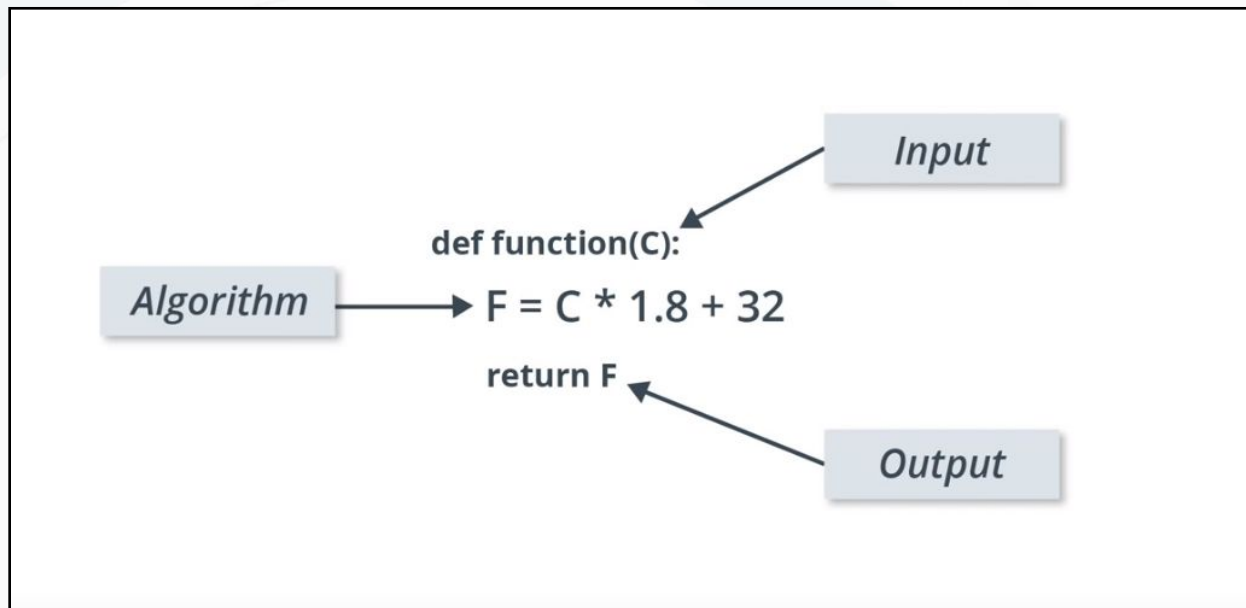 Input
def function(C):
Algorithm
F = C * 1.8 + 32
return F
Output